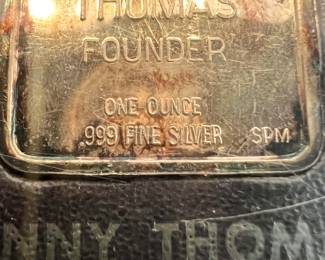 THOMAS
FOUNDER
ONE OUNCE
.999 FINE SILVER SPM
NNY THOM